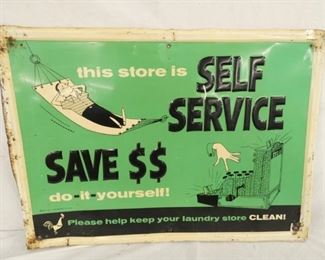 this store is SELF
SERVICE
SAVE $$
do-it-yourself!
Please help keep your laundry store CLEAN!